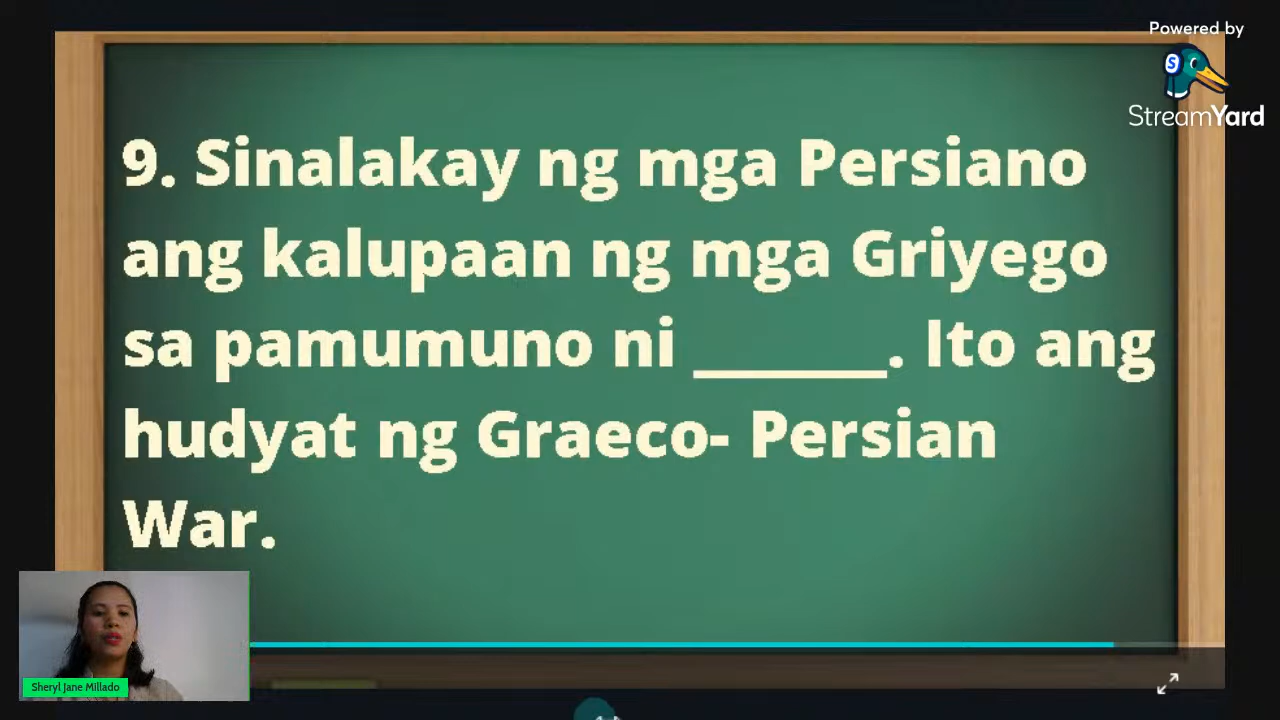 Powered by
StreamYard
9. Sinalakay ng mga Persiano
ang kalupaan ng mga Griyego
sa pamumuno ni _______. Ito ang
hudyat ng Graeco- Persian
War.
Sheryl Jane Millado